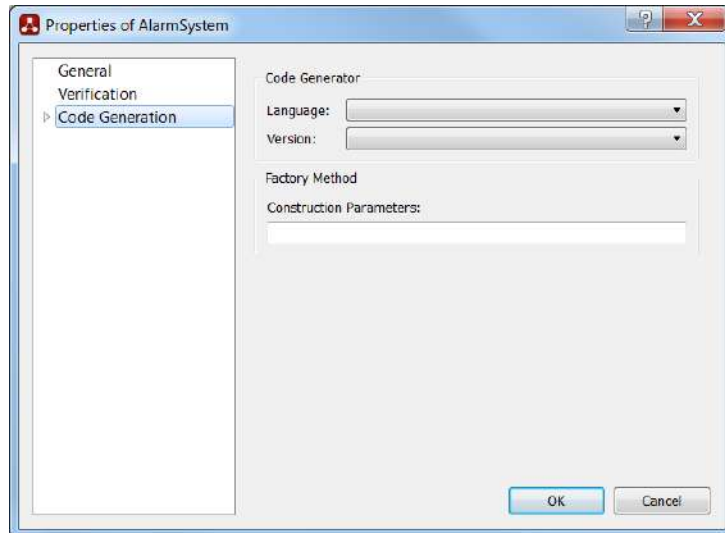 Properties of AlarmSystem
General
Verification
Code Generation
Code Generator
Language:
Version:
Factory Method
Construction Parameters:
OK
Cancel